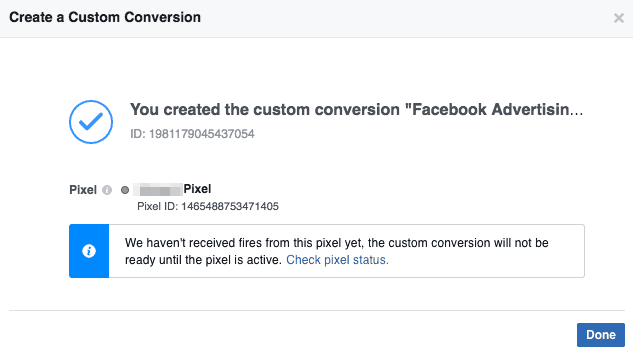 Create a Custom Conversion
×
You created the custom conversion "Facebook Advertisin...
ID: 1981179045437054
Pixel Pixel
Pixel ID: 1465488753471405
We haven't received fires from this pixel yet, the custom conversion will not be
ready until the pixel is active. Check pixel status.
Done